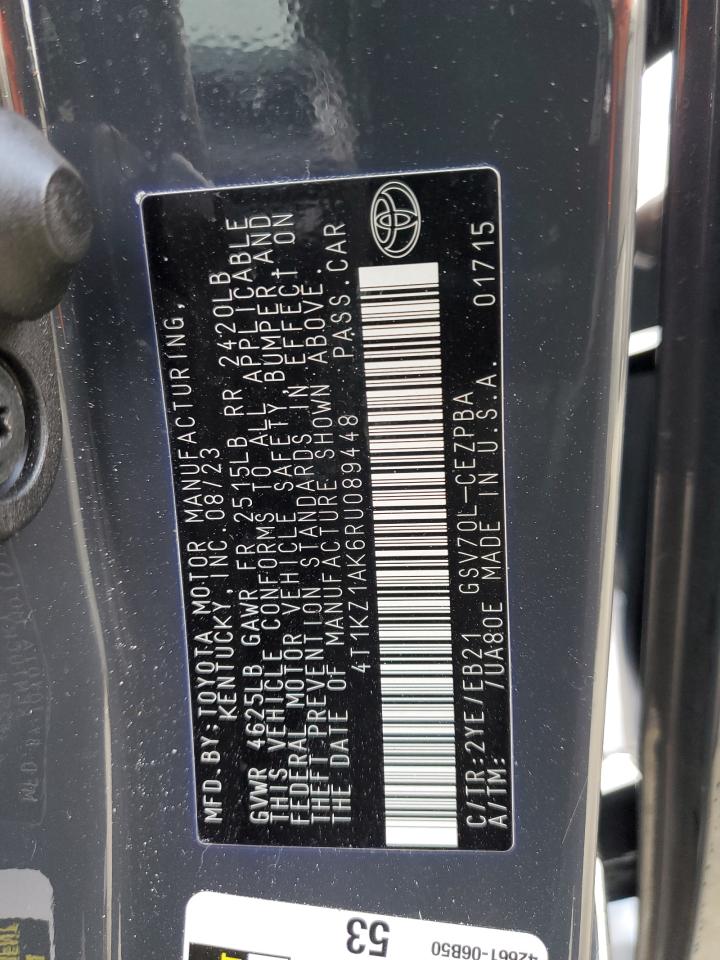 MFD. BY: TOYOTA MOTOR MANUFACTURING,
KENTUCKY, INC. 08/23
GVWR 4625LB GAWR FR 2515LB RR 2420LB
THIS VEHICLE CONFORMS TO ALL APPLICABLE
FEDERAL MOTOR VEHICLE SAFETY, BUMPER, AND
THEFT PREVENTION STANDARDS IN EFFECT ON
THE DATE OF MANUFACTURE SHOWN ABOVE.
4T1KZ1AK6RU089448 PASS.CAR
C/TR:2YE/EB21 GSV70L-CEZPBA 01715
A/TM: 7UA80E MADE IN U.S.A.
53
42661-06B50